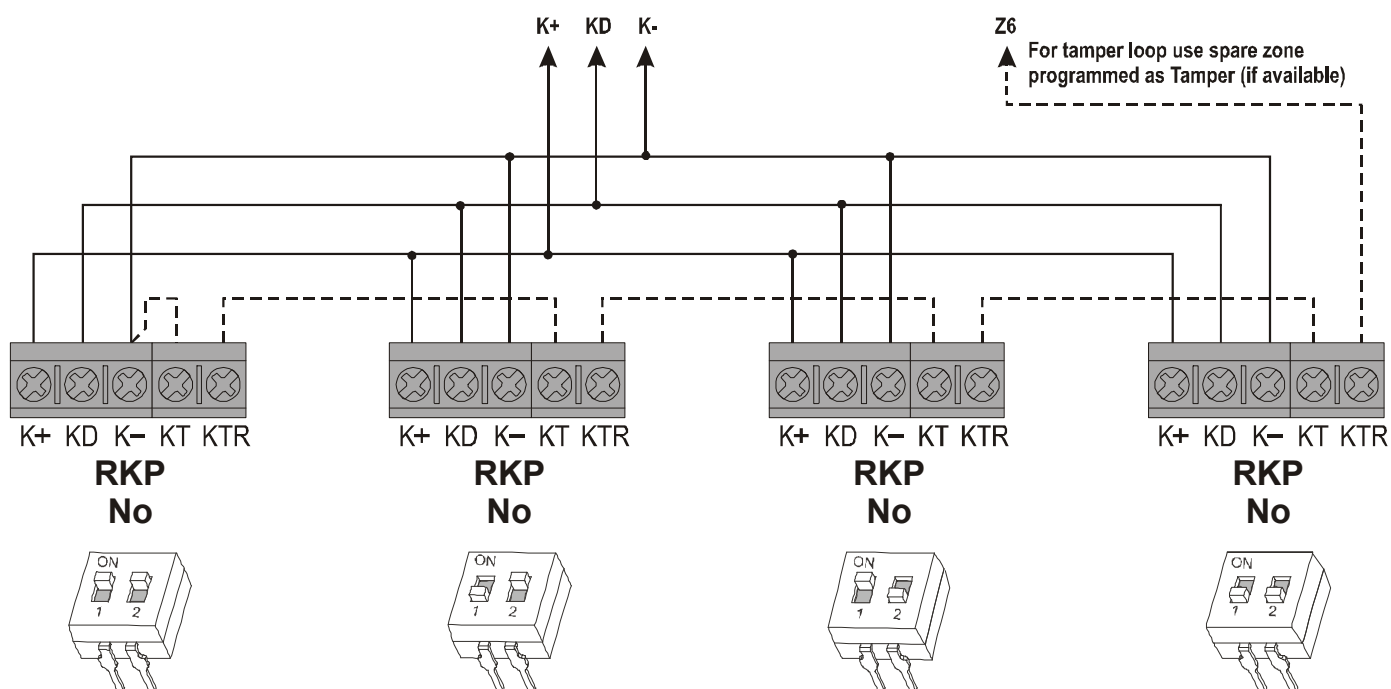 K+ KD K- Z6
For tamper loop use spare zone
programmed as Tamper (if available)
K+ KD K– KT KTR K+ KD K– KT KTR K+ KD K– KT KTR K+ KD K– KT KTR
RKP RKP RKP RKP
No No No No
ON ON ON ON
1 2 1 2 1 2 1 2